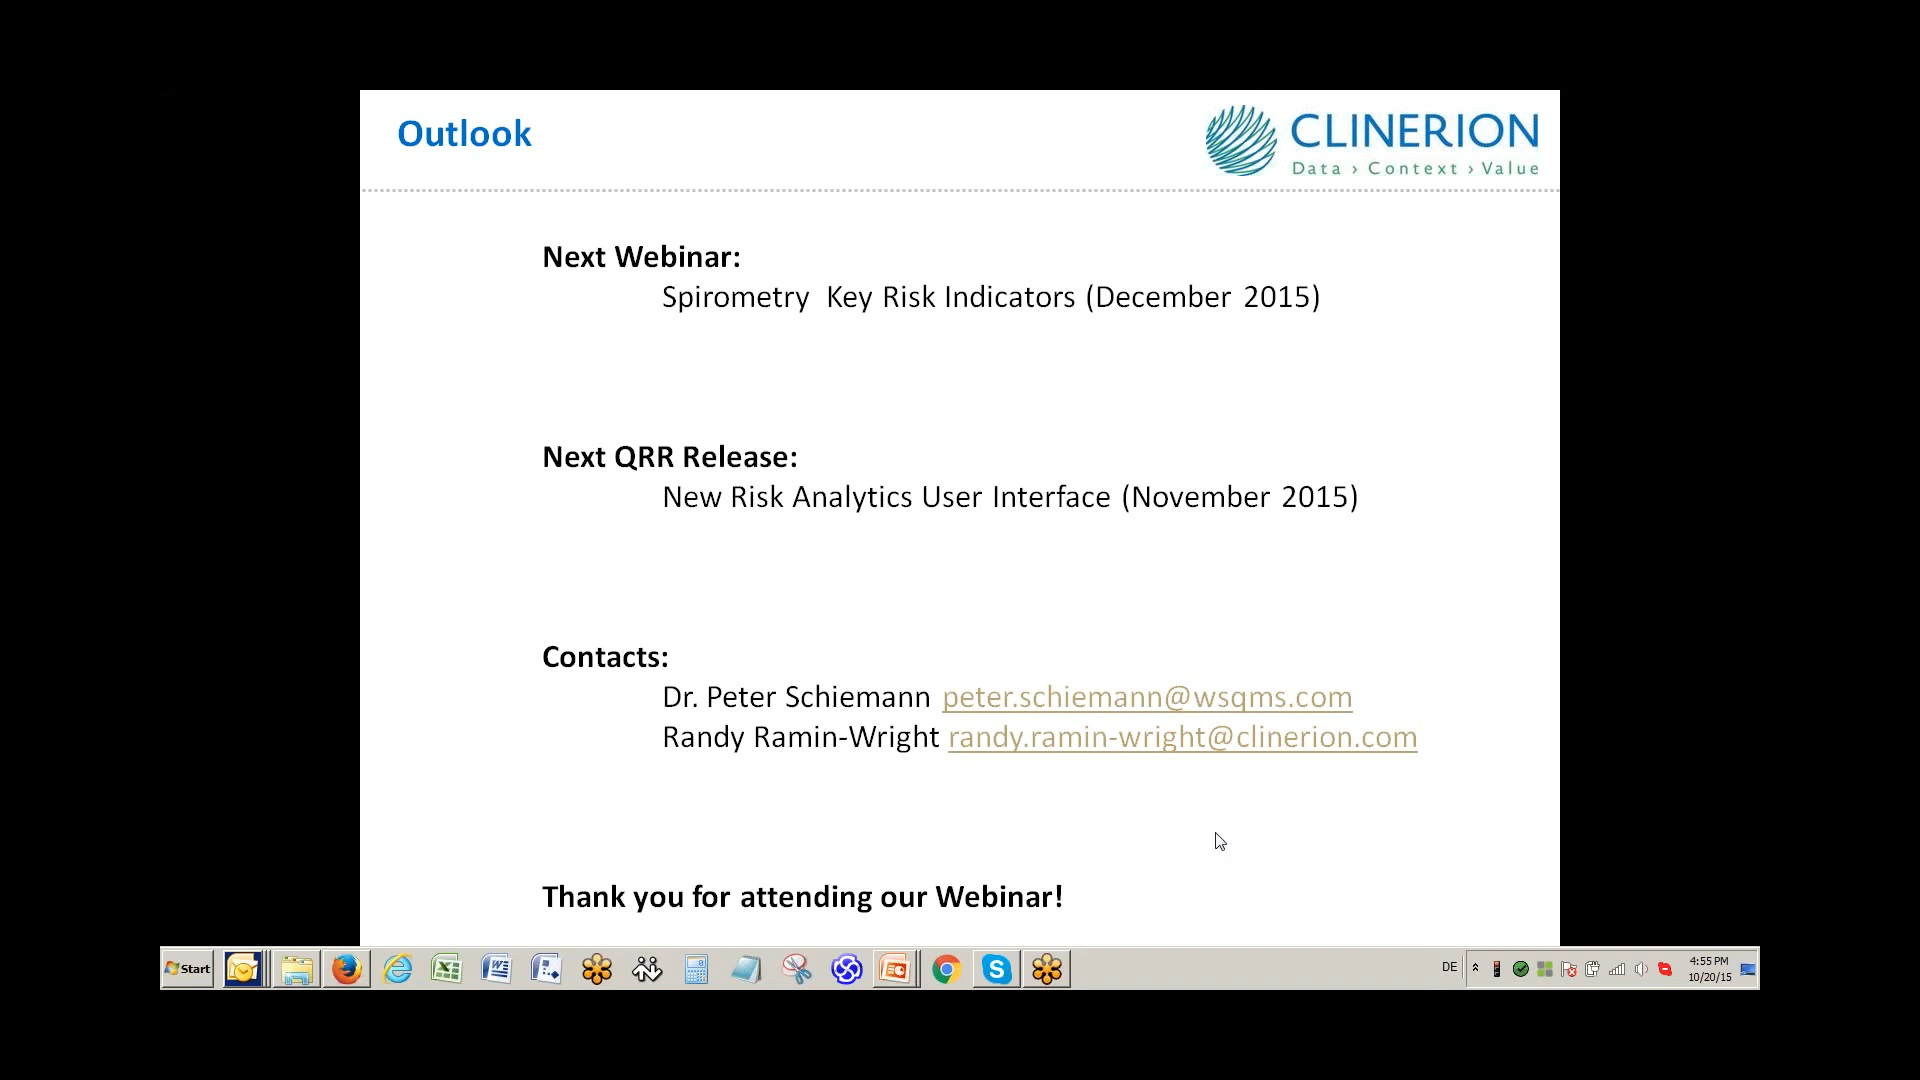 Outlook
CLINERION
Data › Context › Value
Next Webinar:
Spirometry Key Risk Indicators (December 2015)
Next QRR Release:
New Risk Analytics User Interface (November 2015)
Contacts:
Dr. Peter Schiemann peter.schiemann@wsqms.com
Randy Ramin-Wright randy.ramin-wright@clinerion.com
Thank you for attending our Webinar!
Start
DE
4:55 PM
10/20/15